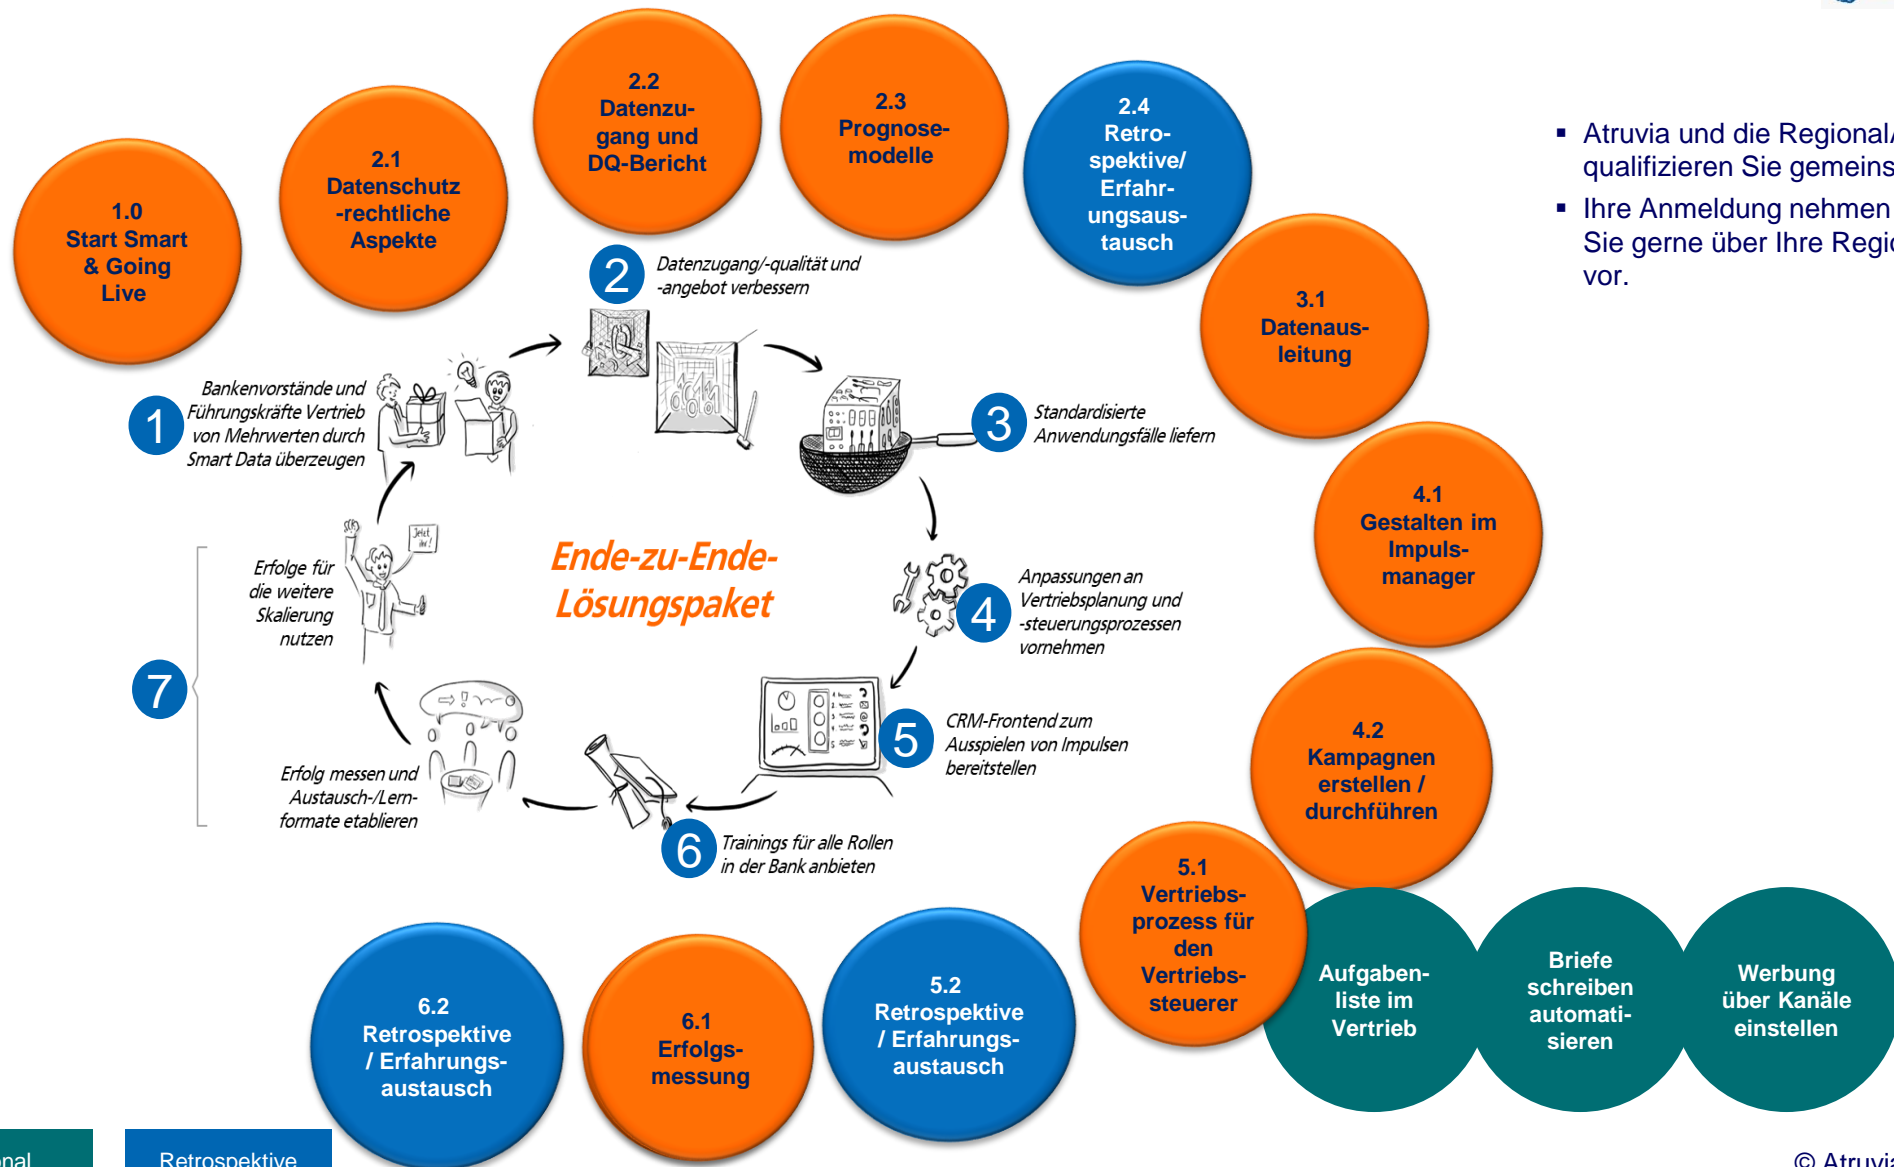 1.0
Start Smart
& Going
Live
2.1
Datenschutz
-rechtliche
Aspekte
2.2
Datenzu-
gang und
DQ-Bericht
2.3
Prognose-
modelle
2.4
Retro-
spektive/
Erfahr-
ungsaus-
tausch
3.1
Datenaus-
leitung
4.1
Gestalten im
Impuls-
manager
4.2
Kampagnen
erstellen /
durchführen
5.1
Vertriebs-
prozess für
den
Vertriebs-
steuerer
Aufgaben-
liste im
Vertrieb
Briefe
schreiben
automati-
sieren
Werbung
über Kanäle
einstellen
5.2
Retrospektive
/ Erfahrungs-
austausch
6.1
Erfolgs-
messung
6.2
Retrospektive
/ Erfahrungs-
austausch
▪ Atruvia und die Regional
qualifizieren Sie gemeins
▪ Ihre Anmeldung nehmen
Sie gerne über Ihre Regio
vor.
1
Bankenvorstände und
Führungskräfte Vertrieb
von Mehrwerten durch
Smart Data überzeugen
2
Datenzugang/-qualität und
-angebot verbessern
3
Standardisierte
Anwendungsfälle liefern
4
Anpassungen an
Vertriebsplanung und
-steuerungsprozessen
vornehmen
5
CRM-Frontend zum
Ausspielen von Impulsen
bereitstellen
6
Trainings für alle Rollen
in der Bank anbieten
7
Erfolg messen und
Austausch-/Lern-
formate etablieren
Erfolge für
die weitere
Skalierung
nutzen
Jetzt
ihr!
Ende-zu-Ende-
Lösungspaket
onal
Retrospektive
© Atruvia